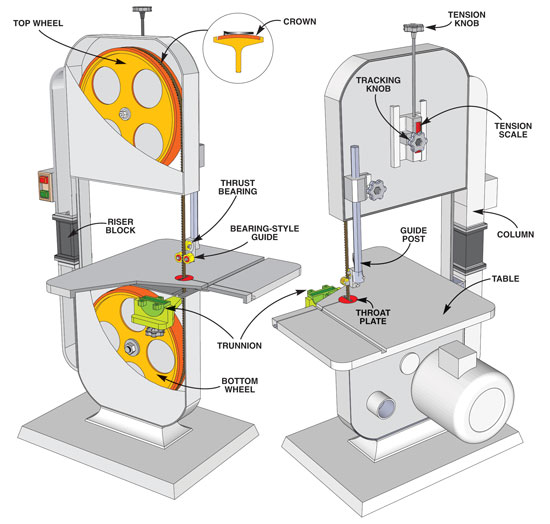 TOP WHEEL
CROWN
TENSION
KNOB
TRACKING
KNOB
TENSION
SCALE
THRUST
BEARING
RISER
BLOCK
BEARING-STYLE
GUIDE
GUIDE
POST
COLUMN
TABLE
TRUNNION
THROAT
PLATE
BOTTOM
WHEEL